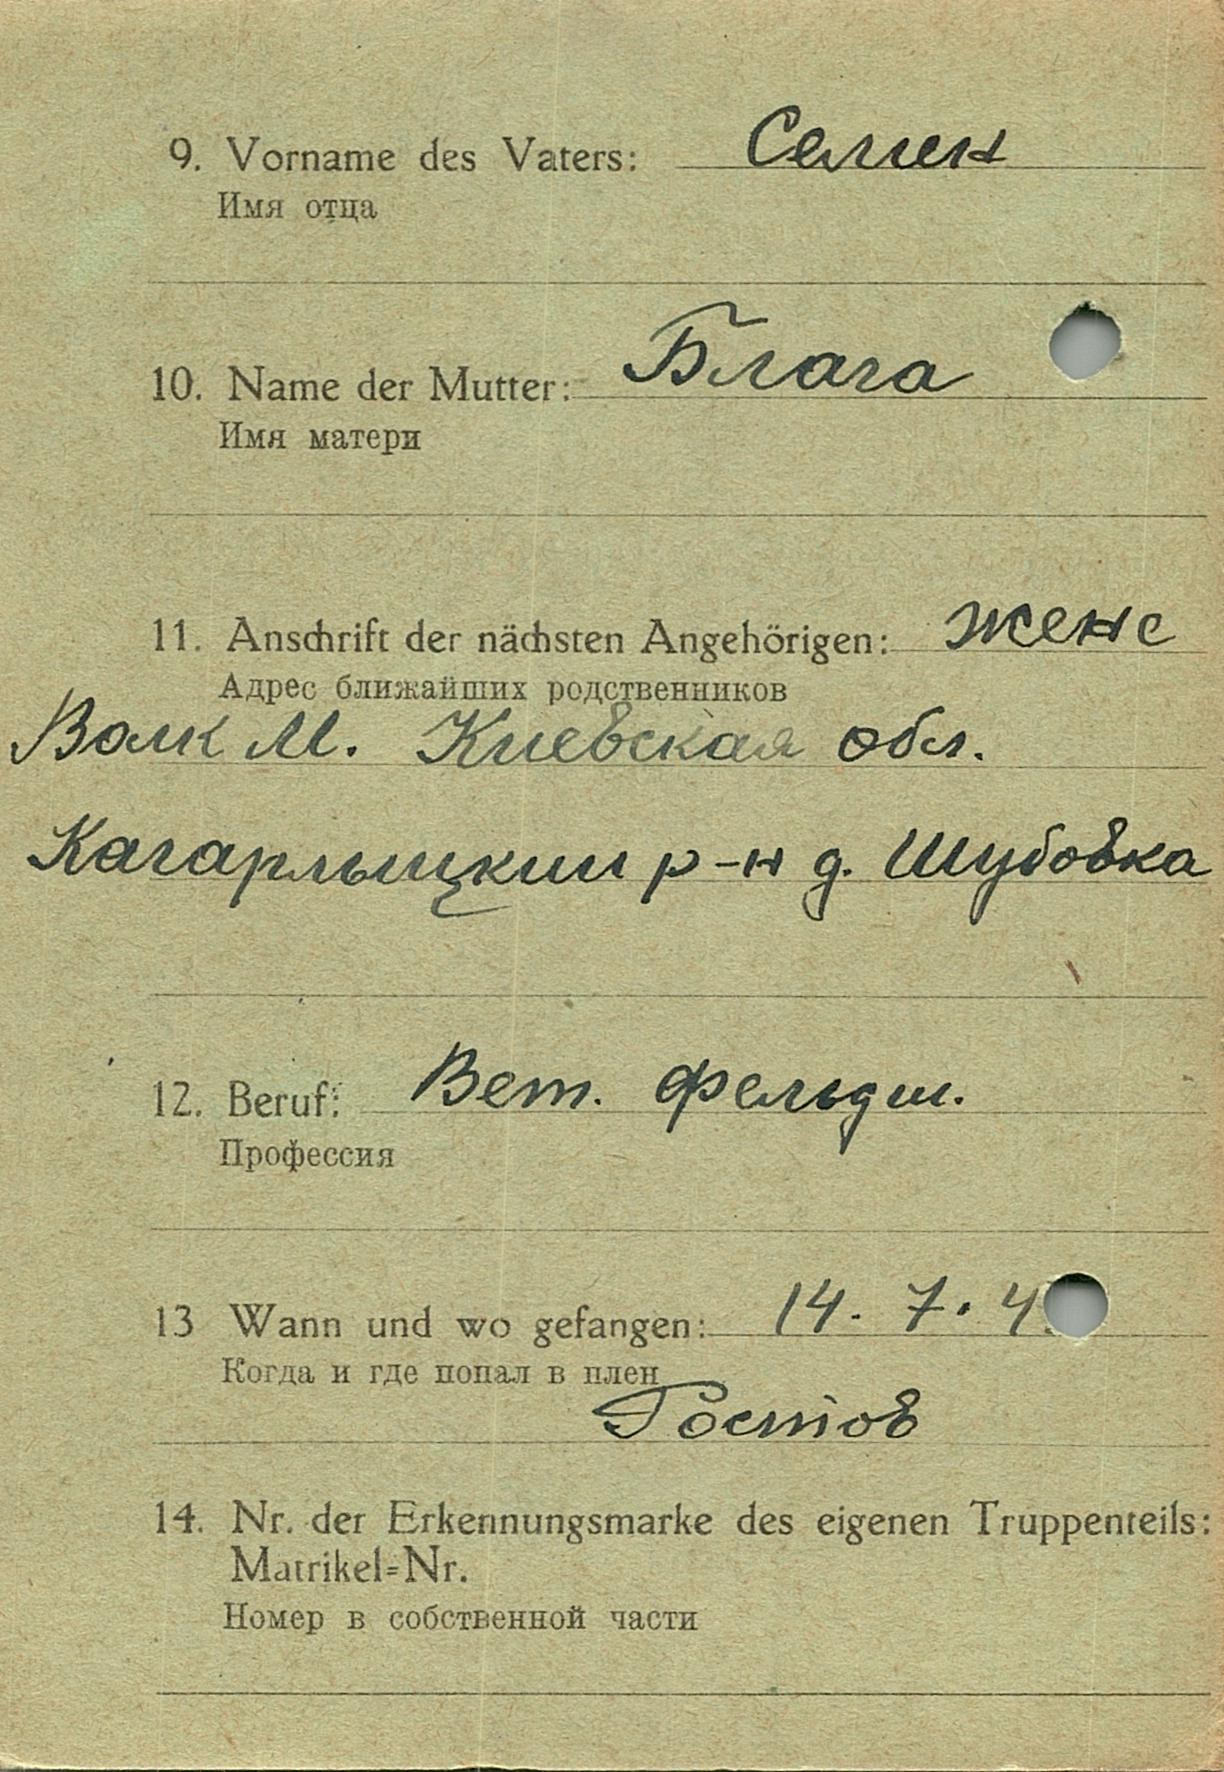 9. Vorname des Vaters: Семен
Имя отца
10. Name der Mutter: Блага
Имя матери
11. Anschrift der nächsten Angehörigen: жене
Адрес ближайших родственников
Волк М. Киевская обл.
Кагарлыцкий р-н д. Шубовка
12. Beruf: Вет. фельдш.
Профессия
13 Wann und wo gefangen: 14. 7. 4
Когда и где попал в плен
Ростов
14. Nr. der Erkennungsmarke des eigenen Truppenteils:
Matrikel=Nr.
Номер в собственной части